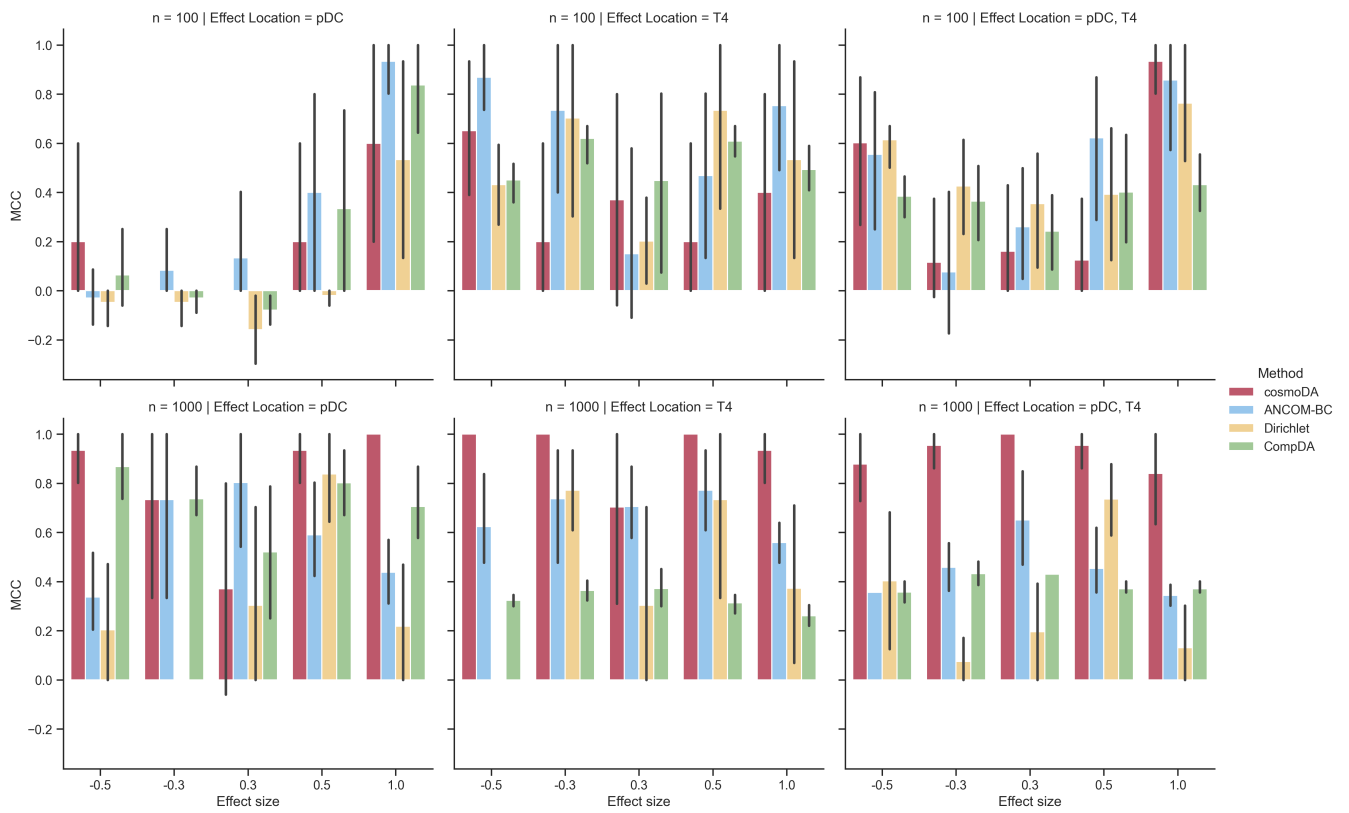 n = 100 | Effect Location = pDC
n = 100 | Effect Location = T4
n = 100 | Effect Location = pDC, T4
MCC
1.0
0.8
0.6
0.4
0.2
0.0
−0.2
n = 1000 | Effect Location = pDC
n = 1000 | Effect Location = T4
n = 1000 | Effect Location = pDC, T4
MCC
1.0
0.8
0.6
0.4
0.2
0.0
−0.2
-0.5 -0.3 0.3 0.5 1.0
Effect size
-0.5 -0.3 0.3 0.5 1.0
Effect size
-0.5 -0.3 0.3 0.5 1.0
Effect size
Method
cosmoDA
ANCOM-BC
Dirichlet
CompDA